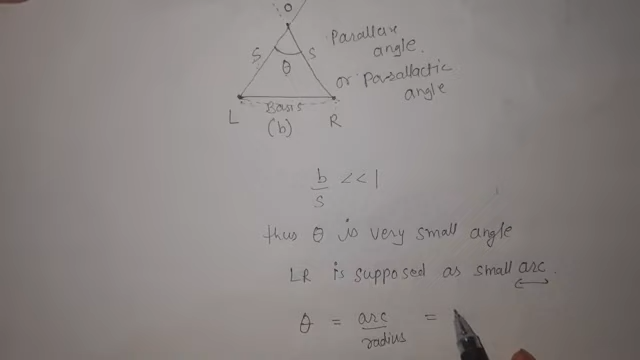 O
S θ S
Parallax
angle.
or Parallactic
angle
Basis
L (b) R
b/s << 1
thus θ is very small angle
LR is supposed as small arc.
θ = arc/radius =